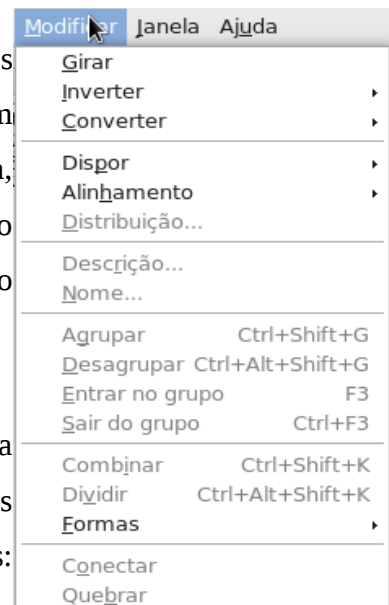 Modificar Janela Ajuda
s
Girar
Inverter
m
Converter
a,
Dispor
Alinhamento
o
Distribuição...
o
Descrição...
Nome...
Agrupar Ctrl+Shift+G
Desagrupar Ctrl+Alt+Shift+G
Entrar no grupo F3
Sair do grupo Ctrl+F3
a
Combinar Ctrl+Shift+K
s
Dividir Ctrl+Alt+Shift+K
Formas
s:
Conectar
Quebrar